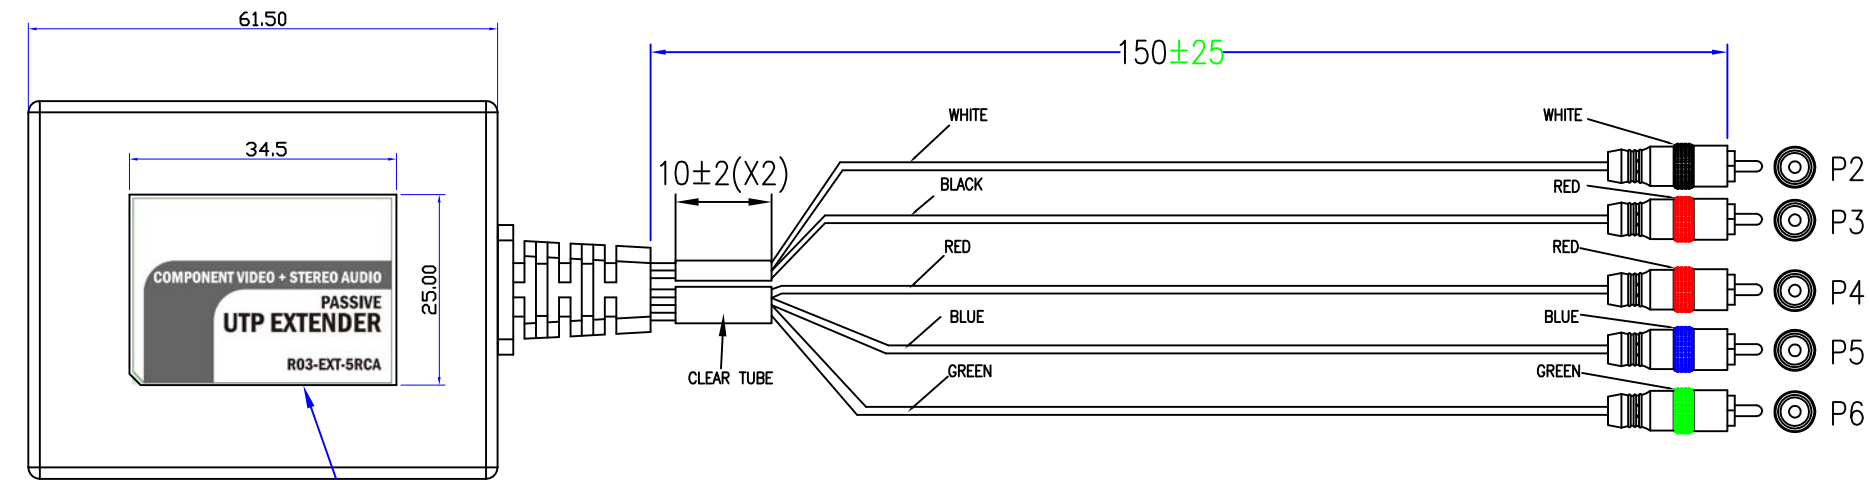 61.50
150±25
34.5
10±2(X2)
WHITE
WHITE
P2
BLACK
RED
P3
RED
RED
P4
COMPONENT VIDEO + STEREO AUDIO
PASSIVE
UTP EXTENDER
R03-EXT-5RCA
25.00
BLUE
BLUE
P5
CLEAR TUBE
GREEN
GREEN
P6